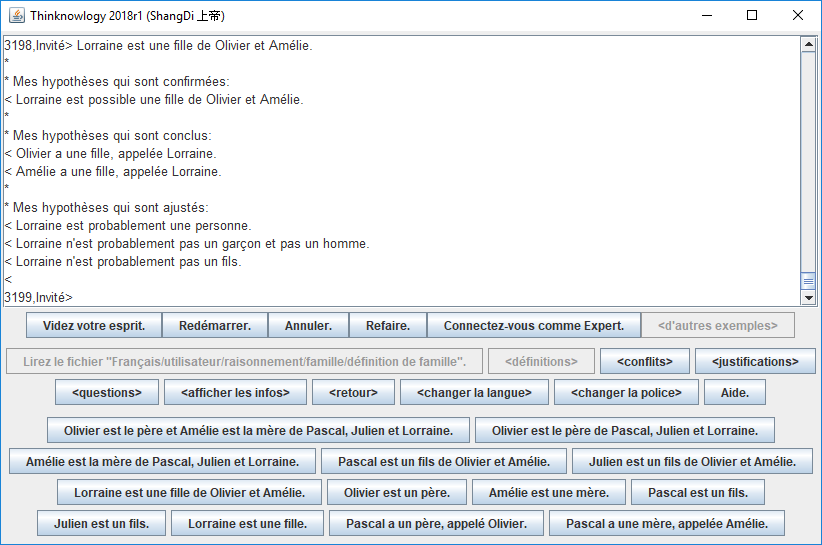 Thinknowlogy 2018r1 (ShangDi 上帝)
3198,Invité> Lorraine est une fille de Olivier et Amélie.
*
* Mes hypothèses qui sont confirmées:
< Lorraine est possible une fille de Olivier et Amélie.
*
* Mes hypothèses qui sont conclus:
< Olivier a une fille, appelée Lorraine.
< Amélie a une fille, appelée Lorraine.
*
* Mes hypothèses qui sont ajustés:
< Lorraine est probablement une personne.
< Lorraine n'est probablement pas un garçon et pas un homme.
< Lorraine n'est probablement pas un fils.
<
3199,Invité>
Videz votre esprit. Redémarrer. Annuler. Refaire. Connectez-vous comme Expert. <d'autres exemples>
Lirez le fichier "Français/utilisateur/raisonnement/famille/définition de famille". <définitions> <conflits> <justifications>
<questions> <afficher les infos> <retour> <changer la langue> <changer la police> Aide.
Olivier est le père et Amélie est la mère de Pascal, Julien et Lorraine. Olivier est le père de Pascal, Julien et Lorraine.
Amélie est la mère de Pascal, Julien et Lorraine. Pascal est un fils de Olivier et Amélie. Julien est un fils de Olivier et Amélie.
Lorraine est une fille de Olivier et Amélie. Olivier est un père. Amélie est une mère. Pascal est un fils.
Julien est un fils. Lorraine est une fille. Pascal a un père, appelé Olivier. Pascal a une mère, appelée Amélie.